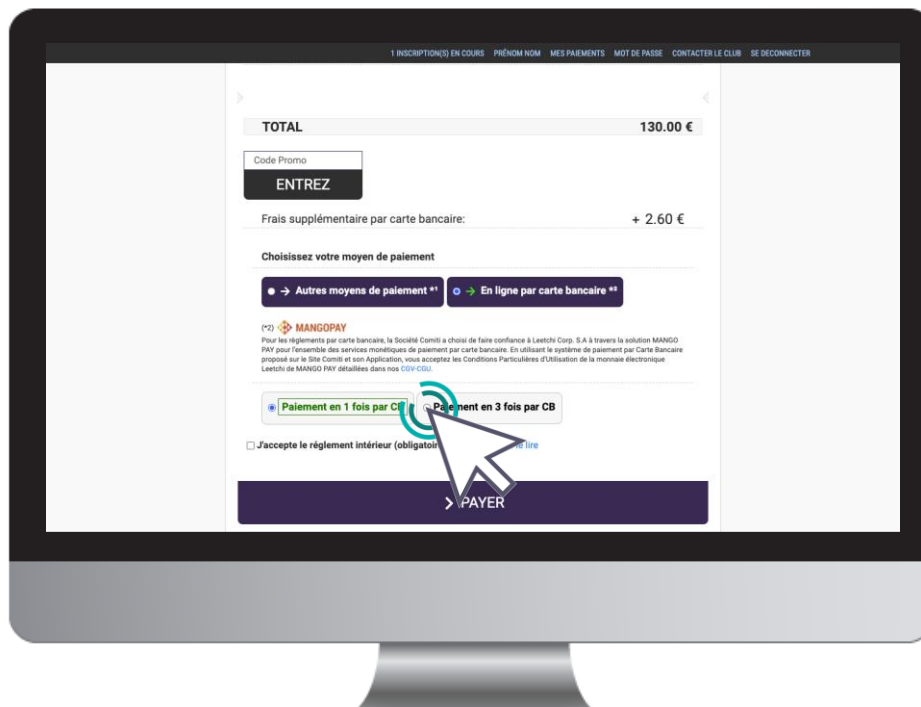 1 INSCRIPTION(S) EN COURS PRÉNOM NOM MES PAIEMENTS MOT DE PASSE CONTACTER LE CLUB SE DECONNECTER
TOTAL 130.00 €
Code Promo
ENTREZ
Frais supplémentaire par carte bancaire: + 2.60 €
Choisissez votre moyen de paiement
→ Autres moyens de paiement *¹ → En ligne par carte bancaire *²
(*2) MANGOPAY
Pour les règlements par carte bancaire, la Société Comiti a choisi de faire confiance à Leetchi Corp. S.A à travers la solution MANGO
PAY pour l'ensemble des services monétiques de paiement par carte bancaire. En utilisant le système de paiement par Carte Bancaire
proposé sur le Site Comiti et son Application, vous acceptez les Conditions Particulières d'Utilisation de la monnaie électronique
Leetchi de MANGO PAY détaillées dans nos CGV-CGU.
Paiement en 1 fois par Paiement en 3 fois par CB
J'accepte le réglement intérieur lire
> PAYER